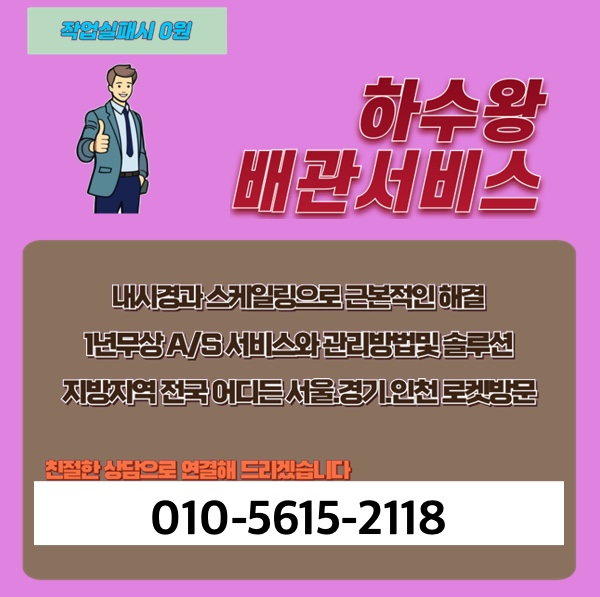 작업실패시 0원
하수왕
배관서비스
내시경과 스케일링으로 근본적인 해결
1년무상 A/S 서비스와 관리방법및 솔루션
지방지역 전국 어디든 서울.경기.인천 로켓방문
친절한 상담으로 연결해 드리겠습니다
010-5615-2118